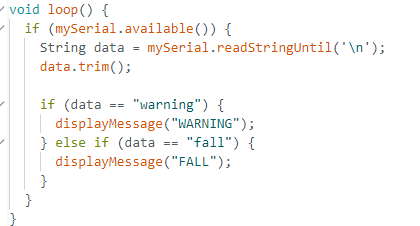 void loop() {
  if (mySerial.available()) {
    String data = mySerial.readStringUntil('\n');
    data.trim();

    if (data == "warning") {
      displayMessage("WARNING");
    } else if (data == "fall") {
      displayMessage("FALL");
    }
  }
}